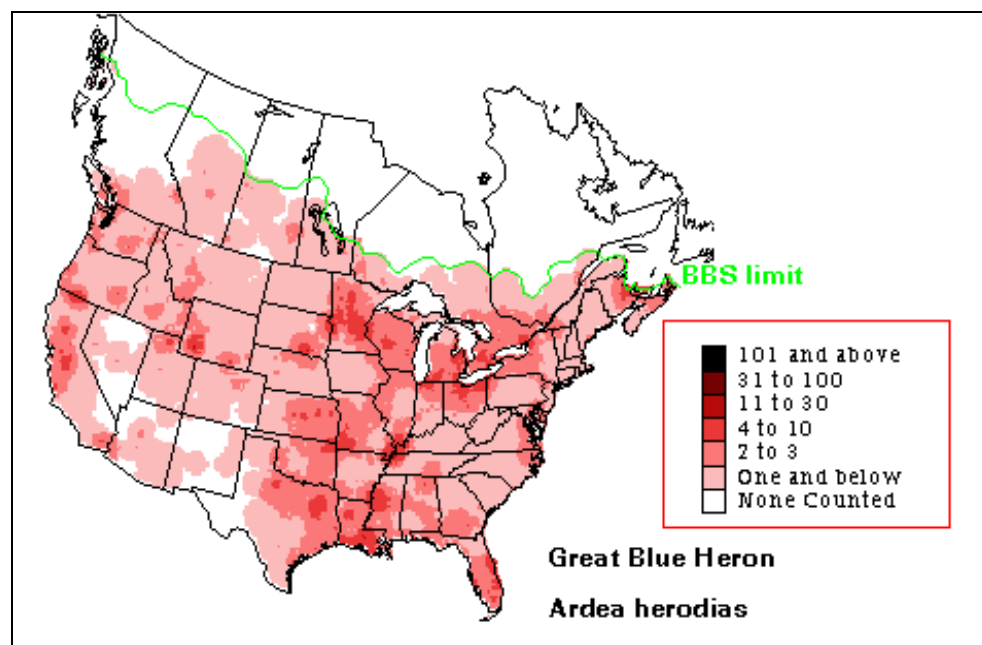 BBS limit
101 and above
31 to 100
11 to 30
4 to 10
2 to 3
One and below
None Counted
Great Blue Heron
Ardea herodias